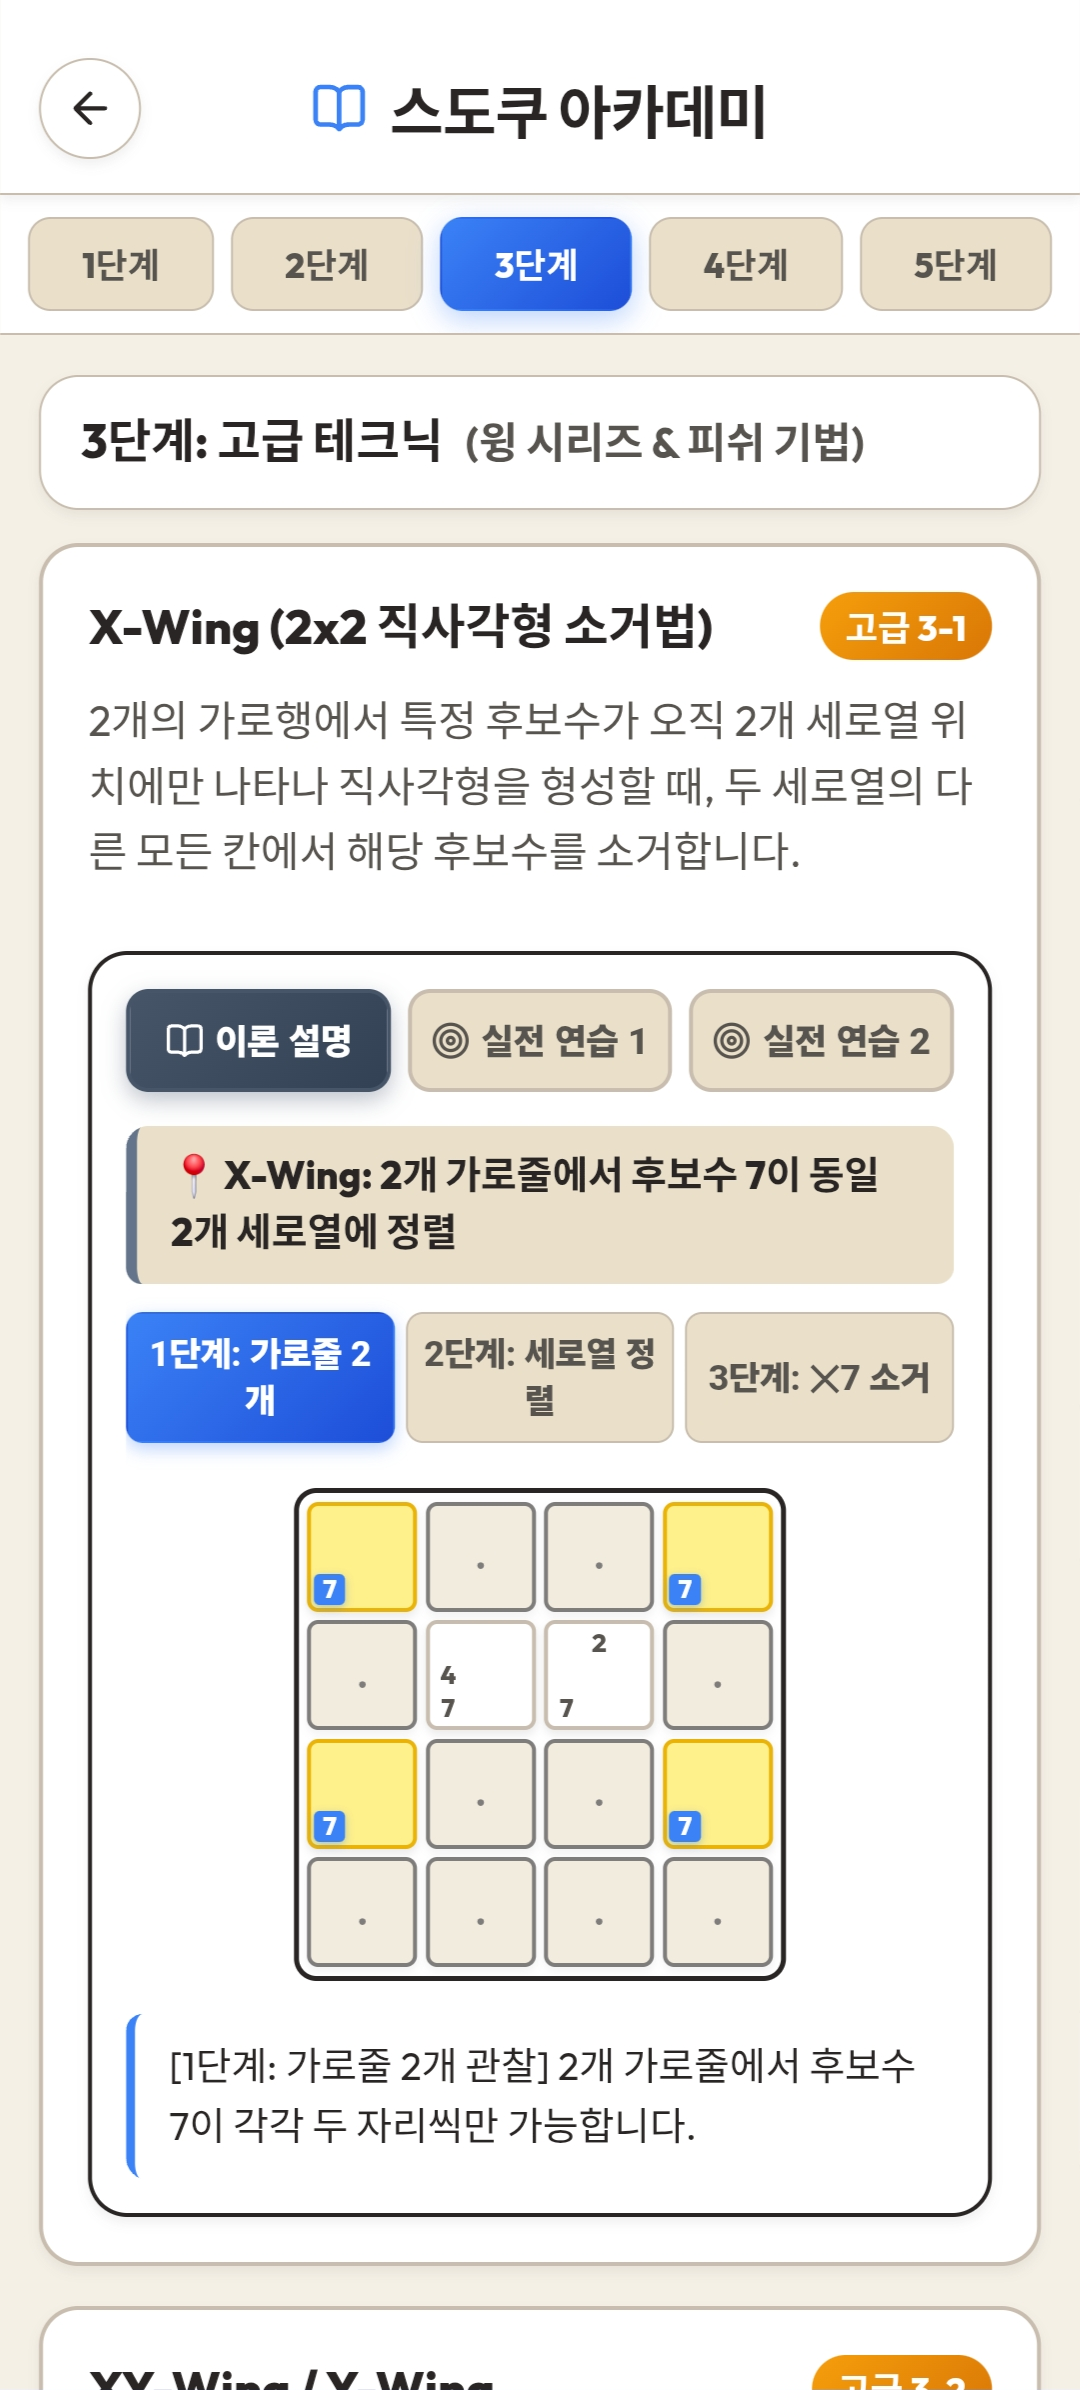 스도쿠 아카데미
1단계 2단계 3단계 4단계 5단계
3단계: 고급 테크닉 (윙 시리즈 & 피쉬 기법)
X-Wing (2x2 직사각형 소거법) 고급 3-1
2개의 가로행에서 특정 후보수가 오직 2개 세로열 위
치에만 나타나 직사각형을 형성할 때, 두 세로열의 다
른 모든 칸에서 해당 후보수를 소거합니다.
이론 설명 실전 연습 1 실전 연습 2
📍 X-Wing: 2개 가로줄에서 후보수 7이 동일
2개 세로열에 정렬
1단계: 가로줄 2
개
2단계: 세로열 정
렬
3단계: ❌7 소거
7 . . 7
. 4 7 2 7 .
7 . . 7
. . . .
[1단계: 가로줄 2개 관찰] 2개 가로줄에서 후보수
7이 각각 두 자리씩만 가능합니다.
XY-Wing / Y-Wing 고급 3-2